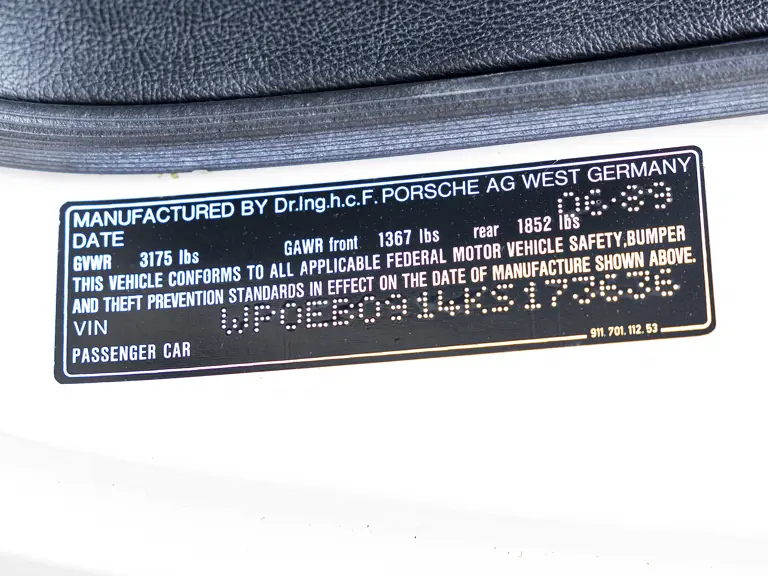 MANUFACTURED BY Dr.Ing.h.c.F. PORSCHE AG WEST GERMANY
DATE 06·89
GVWR 3175 lbs GAWR front 1367 lbs rear 1852 lbs
THIS VEHICLE CONFORMS TO ALL APPLICABLE FEDERAL MOTOR VEHICLE SAFETY,BUMPER
AND THEFT PREVENTION STANDARDS IN EFFECT ON THE DATE OF MANUFACTURE SHOWN ABOVE.
VIN WP0EB0914KS173636
PASSENGER CAR 911.701.112.53